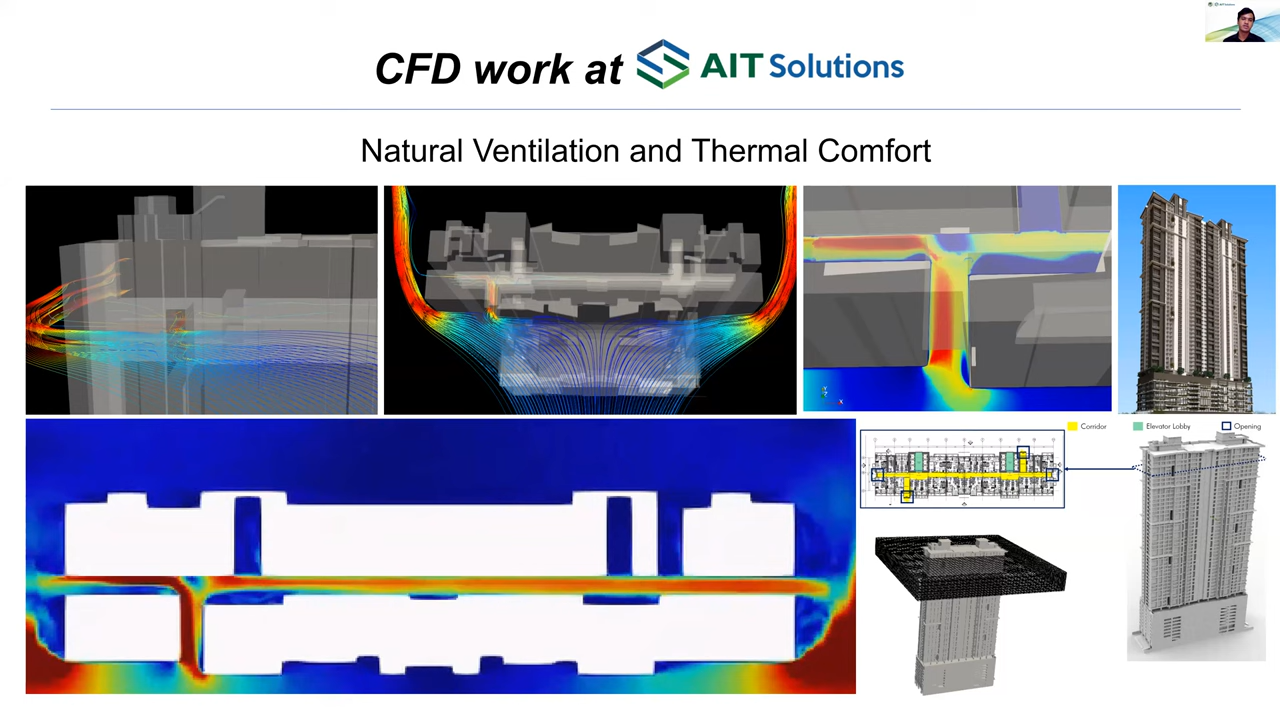 CFD work at AIT Solutions
Natural Ventilation and Thermal Comfort
Corridor
Elevator Lobby
Opening